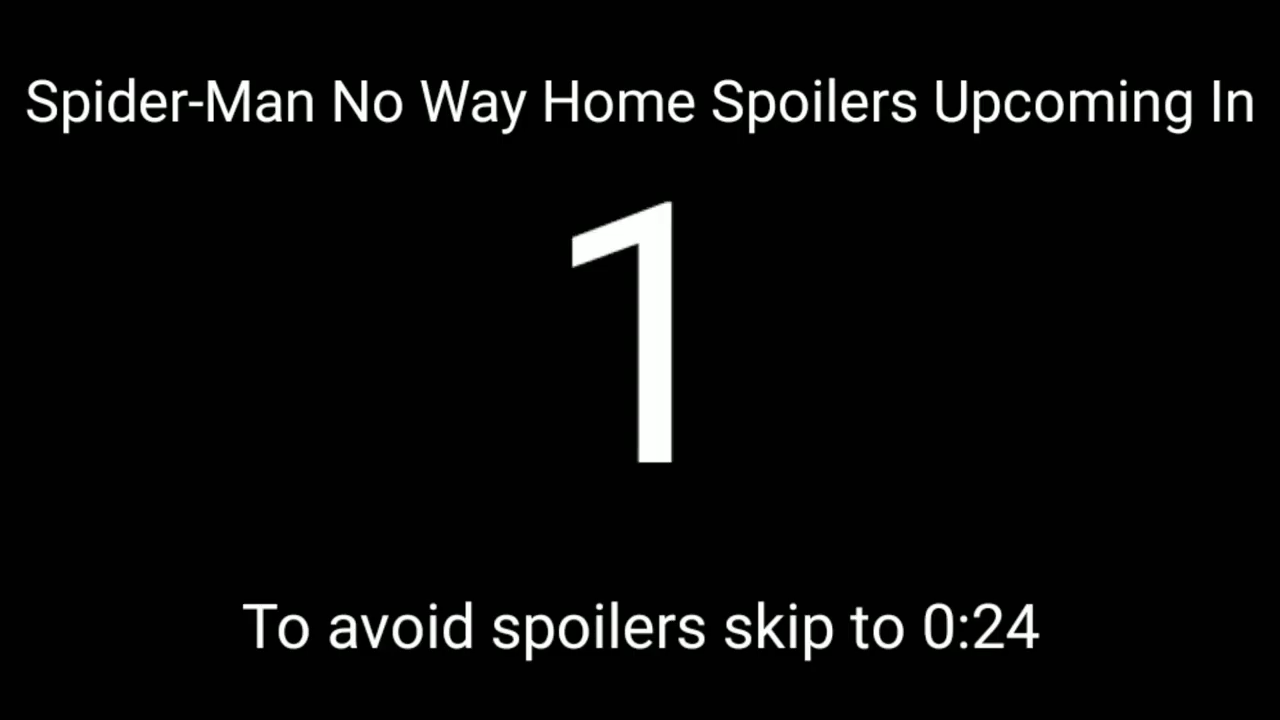 Spider-Man No Way Home Spoilers Upcoming In
1
To avoid spoilers skip to 0:24